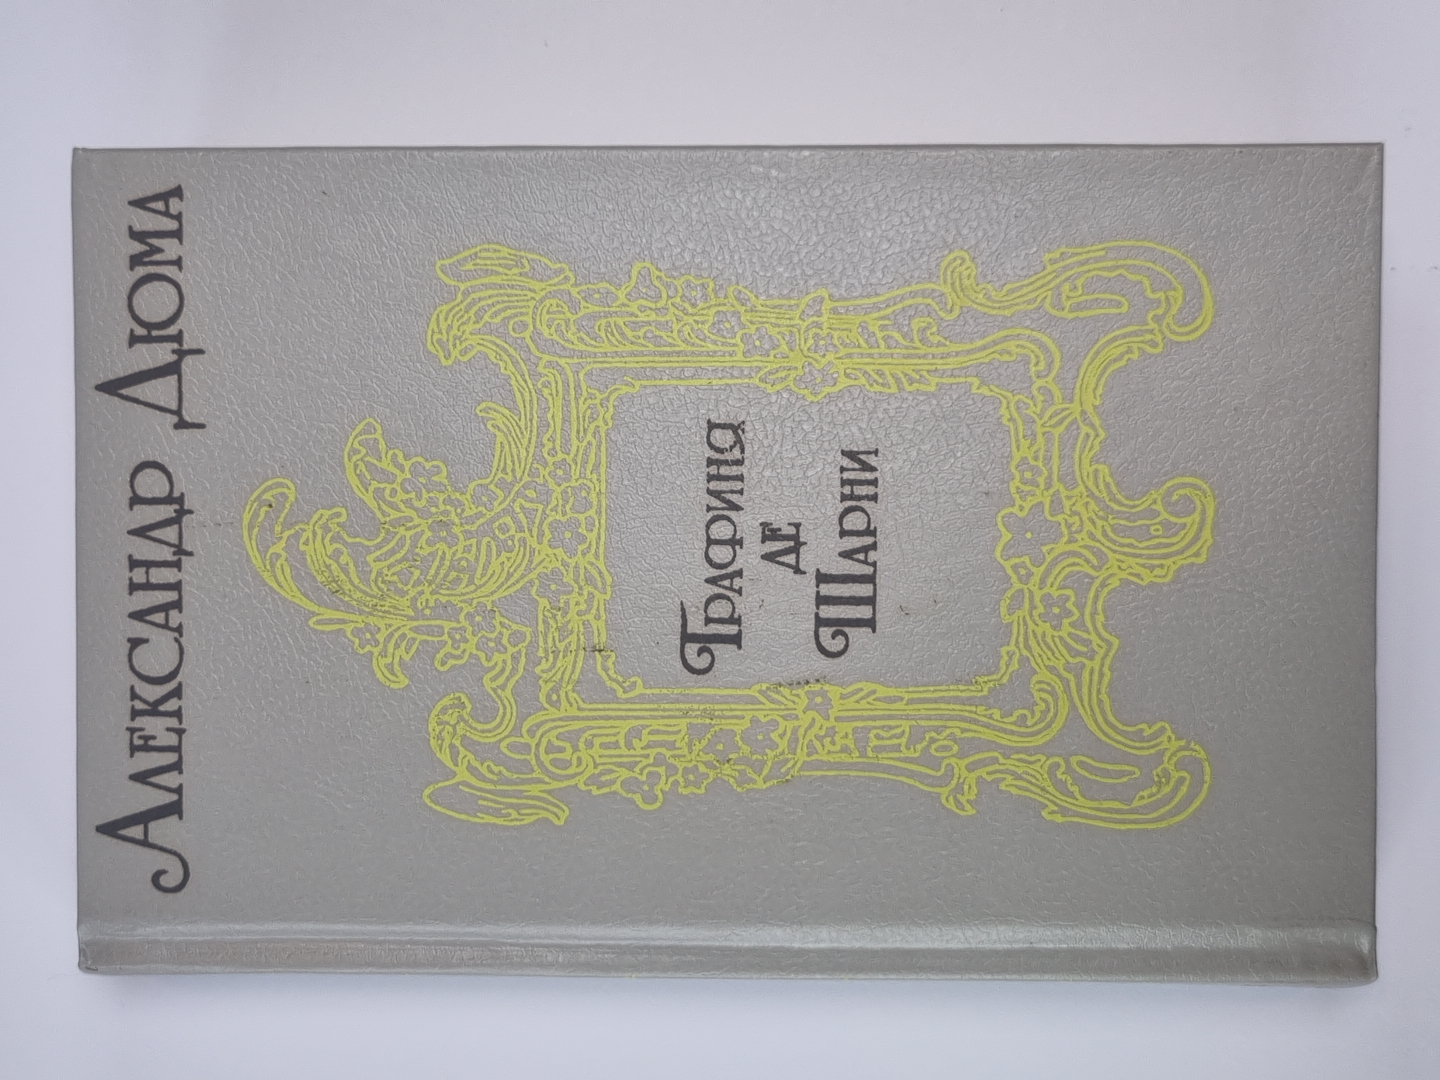 Александр Дюма
Графиня
де
Шарни